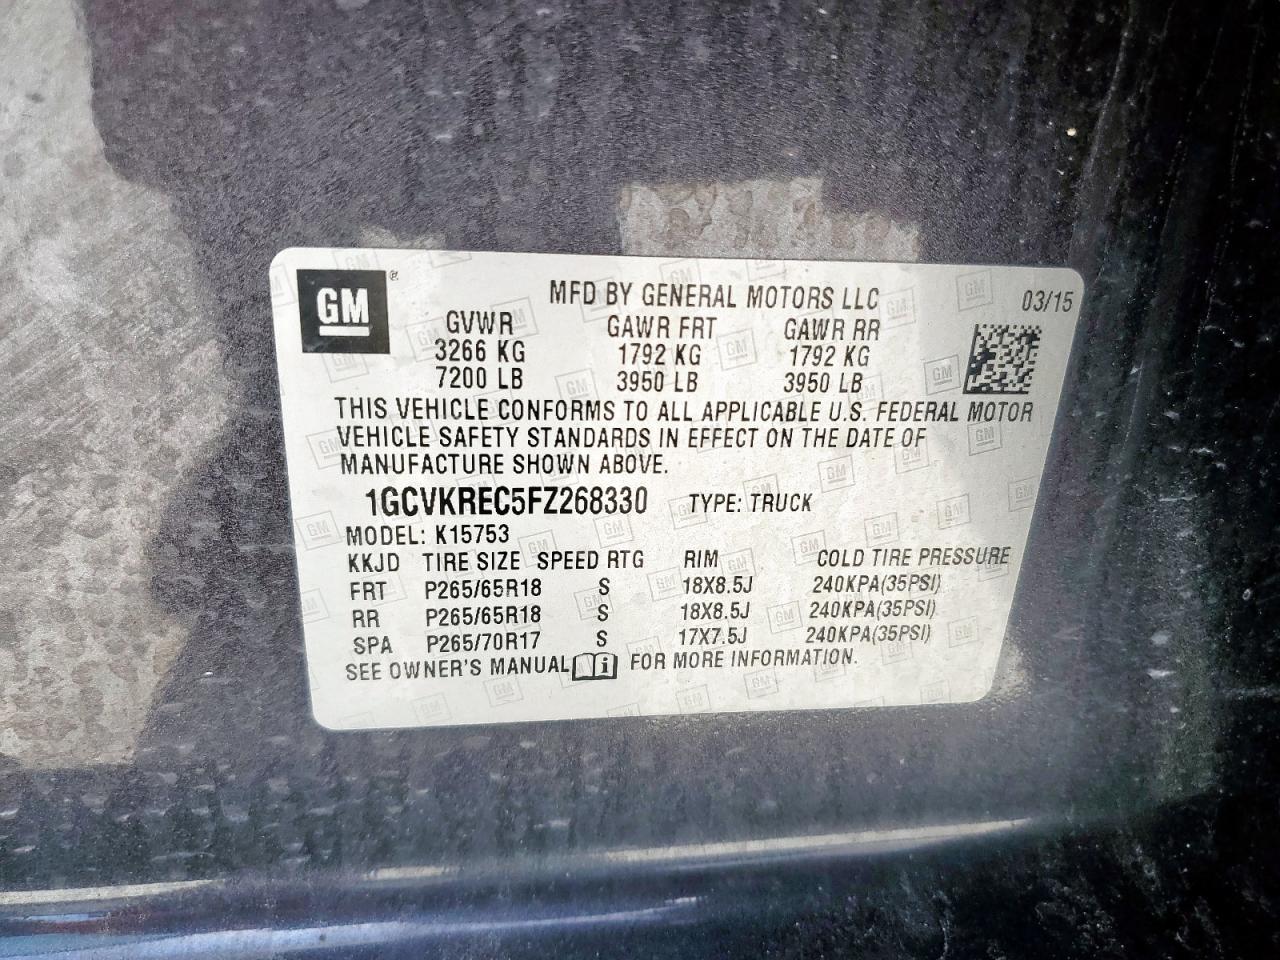 GM ®
MFD BY GENERAL MOTORS LLC 03/15
GVWR GAWR FRT GAWR RR
3266 KG 1792 KG 1792 KG
7200 LB 3950 LB 3950 LB
THIS VEHICLE CONFORMS TO ALL APPLICABLE U.S. FEDERAL MOTOR
VEHICLE SAFETY STANDARDS IN EFFECT ON THE DATE OF
MANUFACTURE SHOWN ABOVE.
1GCVKREC5FZ268330 TYPE: TRUCK
MODEL: K15753
KKJD TIRE SIZE SPEED RTG RIM COLD TIRE PRESSURE
FRT P265/65R18 S 18X8.5J 240KPA(35PSI)
RR P265/65R18 S 18X8.5J 240KPA(35PSI)
SPA P265/70R17 S 17X7.5J 240KPA(35PSI)
SEE OWNER'S MANUAL i FOR MORE INFORMATION.